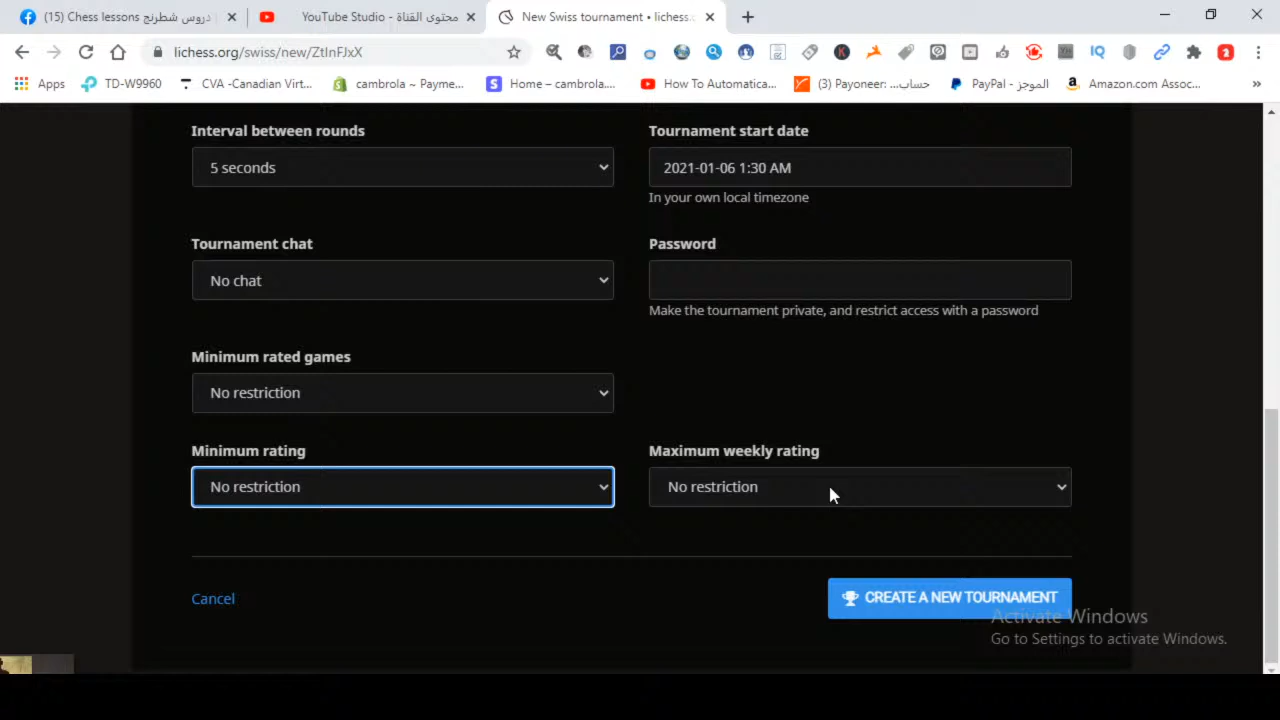 (15) Chess lessons دروس شطرنج
YouTube Studio - محتوى القناة
New Swiss tournament • lichess.
lichess.org/swiss/new/ZtInFJxX
Apps
TD-W9960
CVA -Canadian Virt...
cambrola ~ Payme...
Home – cambrola....
How To Automatica...
(3) Payoneer: ...حساب
PayPal - الموجز
Amazon.com Assoc...
»
Interval between rounds
Tournament start date
5 seconds
2021-01-06 1:30 AM
In your own local timezone
Tournament chat
Password
No chat
Make the tournament private, and restrict access with a password
Minimum rated games
No restriction
Minimum rating
Maximum weekly rating
No restriction
No restriction
Cancel
CREATE A NEW TOURNAMENT
Activate Windows
Go to Settings to activate Windows.